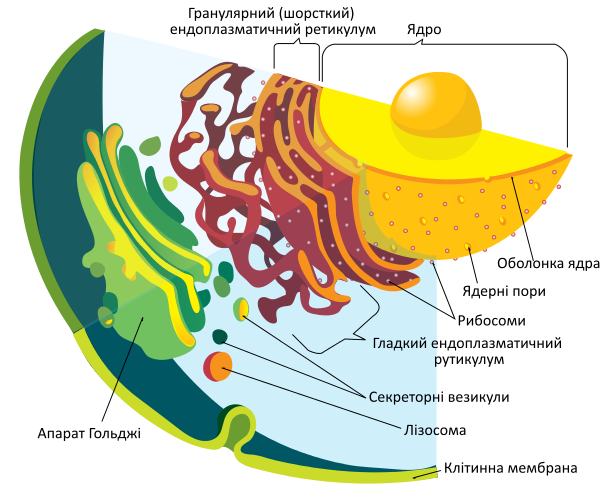 Гранулярний (шорсткий)
ендоплазматичний ретикулум
Ядро
Оболонка ядра
Ядерні пори
Рибосоми
Гладкий ендоплазматичний
рутикулум
Секреторні везикули
Лізосома
Апарат Гольджі
Клітинна мембрана